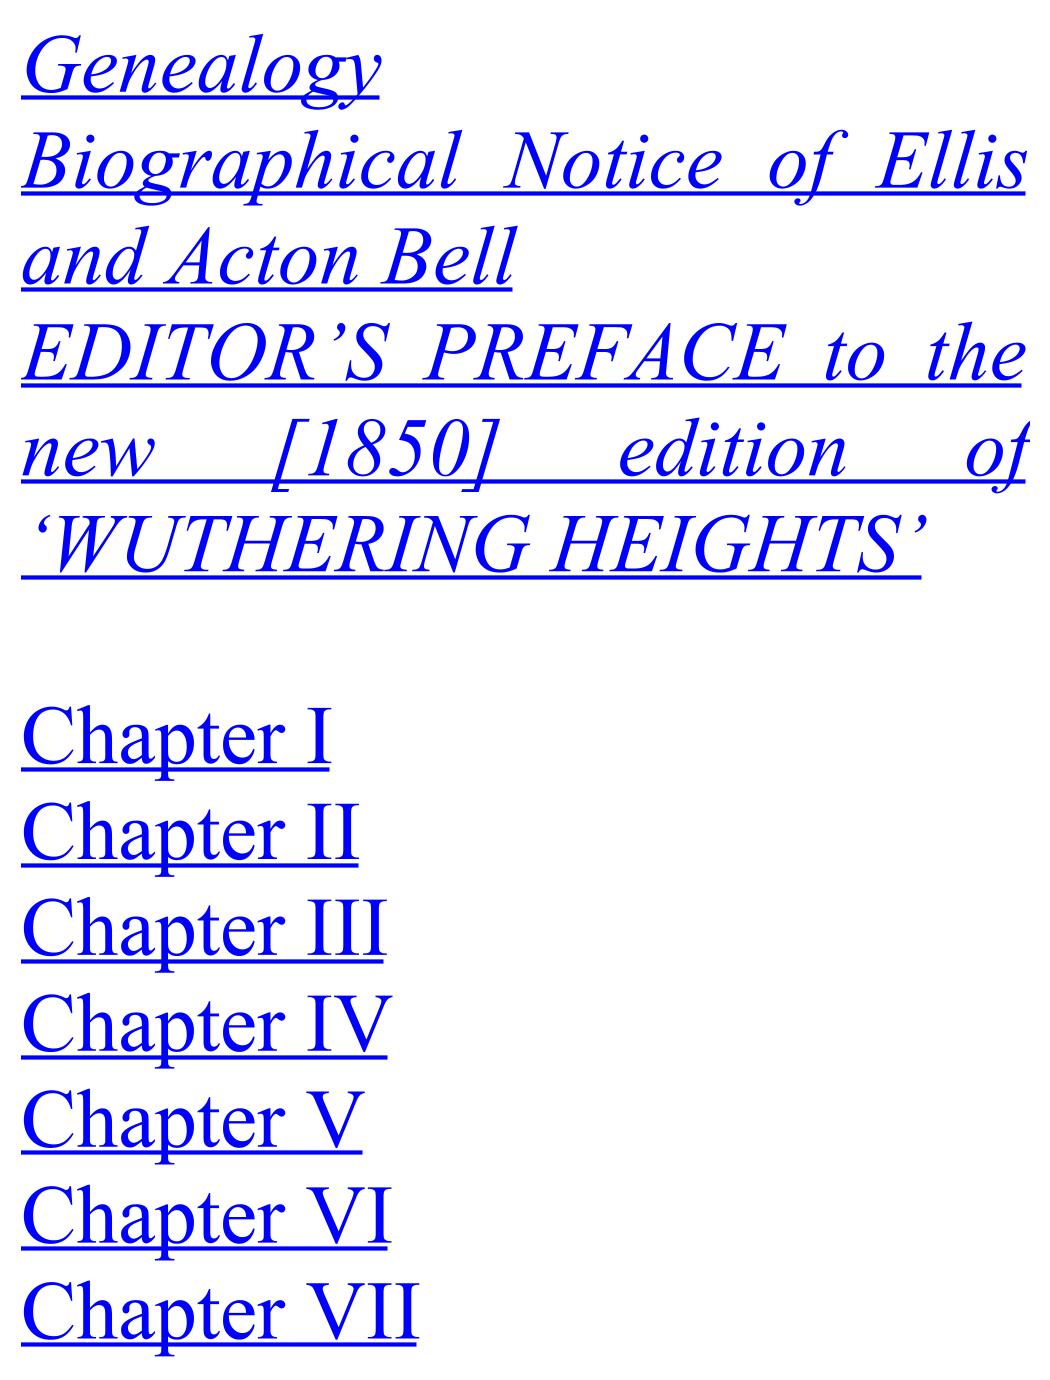 Genealogy
Biographical Notice of Ellis
and Acton Bell
EDITOR’S PREFACE to the
new [1850] edition of
‘WUTHERING HEIGHTS’
Chapter I
Chapter II
Chapter III
Chapter IV
Chapter V
Chapter VI
Chapter VII